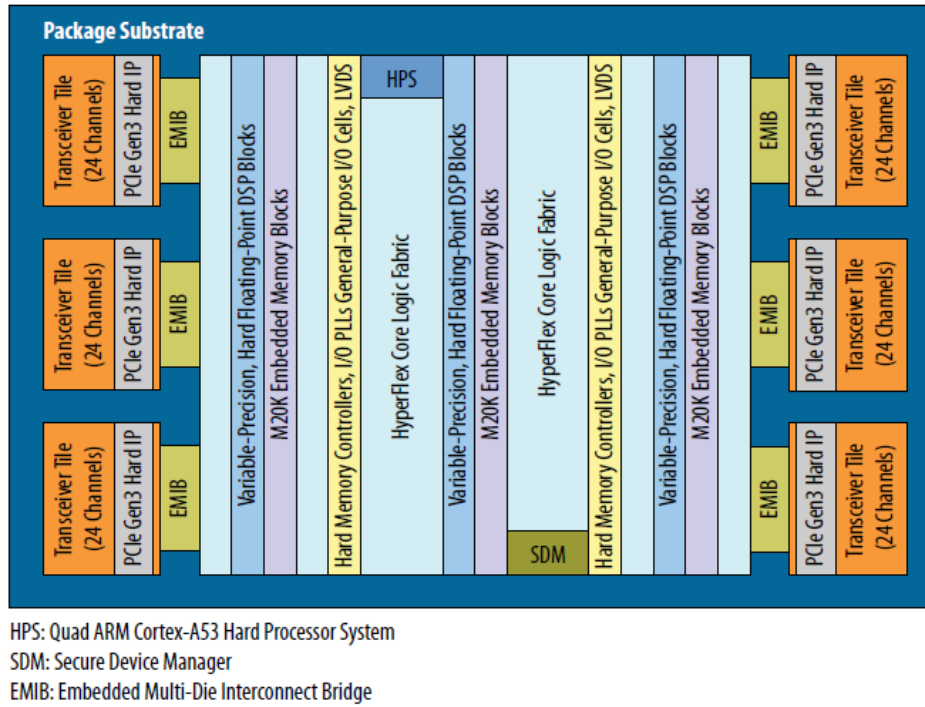 Package Substrate
Transceiver Tile
(24 Channels)
PCIe Gen3 Hard IP
EMIB
Transceiver Tile
(24 Channels)
PCIe Gen3 Hard IP
EMIB
Transceiver Tile
(24 Channels)
PCIe Gen3 Hard IP
EMIB
Variable-Precision, Hard Floating-Point DSP Blocks
M20K Embedded Memory Blocks
Hard Memory Controllers, I/O PLLs General-Purpose I/O Cells, LVDS
HPS
HyperFlex Core Logic Fabric
Variable-Precision, Hard Floating-Point DSP Blocks
M20K Embedded Memory Blocks
HyperFlex Core Logic Fabric
SDM
Hard Memory Controllers, I/O PLLs General-Purpose I/O Cells, LVDS
Variable-Precision, Hard Floating-Point DSP Blocks
M20K Embedded Memory Blocks
EMIB
PCIe Gen3 Hard IP
Transceiver Tile
(24 Channels)
EMIB
PCIe Gen3 Hard IP
Transceiver Tile
(24 Channels)
EMIB
PCIe Gen3 Hard IP
Transceiver Tile
(24 Channels)
HPS: Quad ARM Cortex-A53 Hard Processor System
SDM: Secure Device Manager
EMIB: Embedded Multi-Die Interconnect Bridge